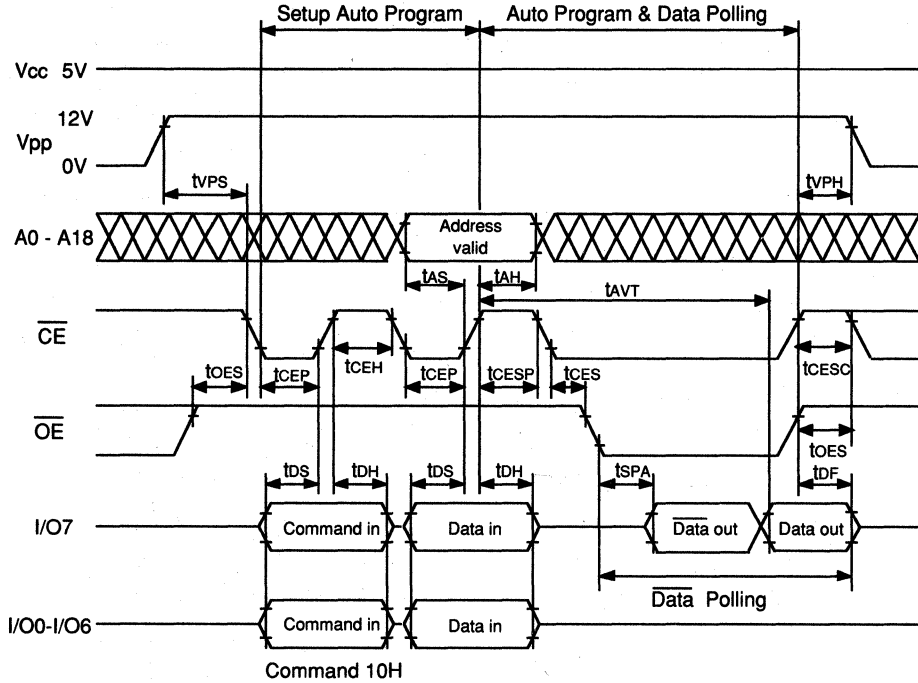 Setup Auto Program
Auto Program & Data Polling
Vcc 5V
12V
Vpp
0V
tVPS
tVPH
A0 - A18
Address
valid
tAS
tAH
tAVT
CE
tOES
tCEP
tCEH
tCEP
tCESP
tCES
tCESC
OE
tOES
tDS
tDH
tDS
tDH
tSPA
tDF
I/O7
Command in
Data in
Data out
Data out
Data Polling
I/O0-I/O6
Command in
Data in
Command 10H